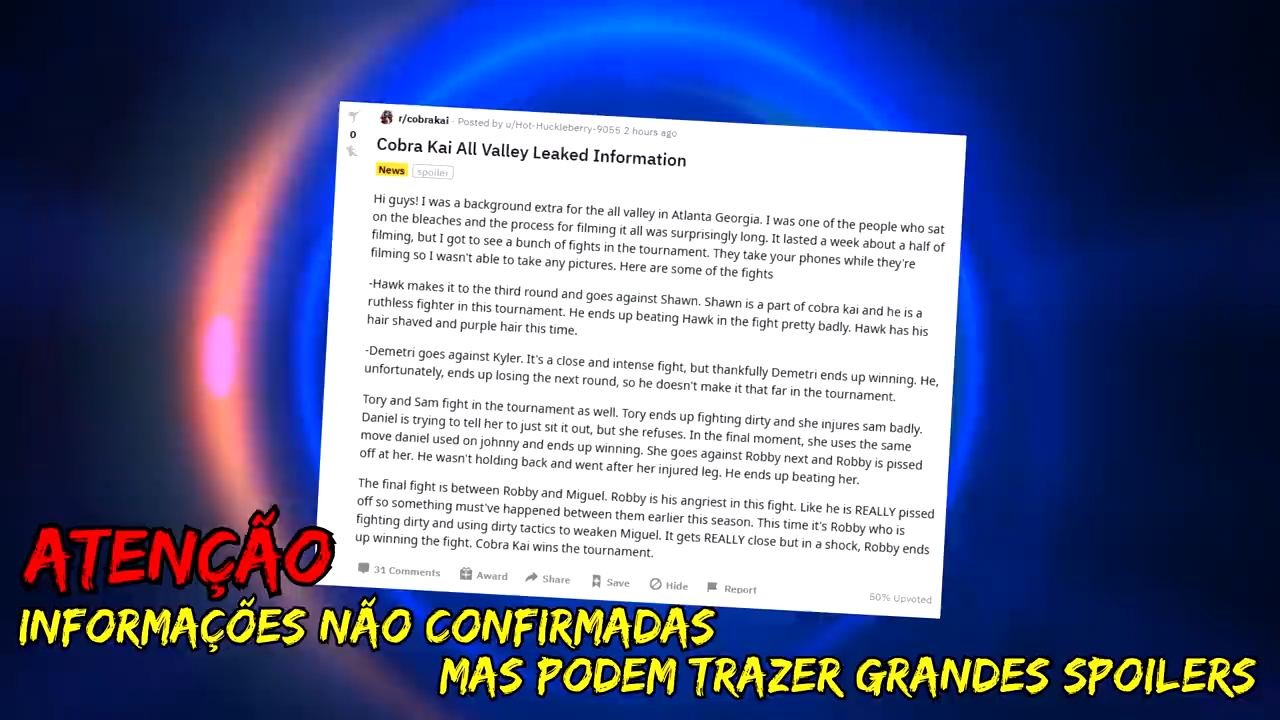 r/cobrakai · Posted by u/Hot-Huckleberry-9055 2 hours ago
0
Cobra Kai All Valley Leaked Information
News spoiler
Hi guys! I was a background extra for the all valley in Atlanta Georgia. I was one of the people who sat
on the bleaches and the process for filming it all was surprisingly long. It lasted a week about a half of
filming, but I got to see a bunch of fights in the tournament. They take your phones while they're
filming so I wasn't able to take any pictures. Here are some of the fights
-Hawk makes it to the third round and goes against Shawn. Shawn is a part of cobra kai and he is a
ruthless fighter in this tournament. He ends up beating Hawk in the fight pretty badly. Hawk has his
hair shaved and purple hair this time.
-Demetri goes against Kyler. It's a close and intense fight, but thankfully Demetri ends up winning. He,
unfortunately, ends up losing the next round, so he doesn't make it that far in the tournament.
Tory and Sam fight in the tournament as well. Tory ends up fighting dirty and she injures sam badly.
Daniel is trying to tell her to just sit it out, but she refuses. In the final moment, she uses the same
move daniel used on johnny and ends up winning. She goes against Robby next and Robby is pissed
off at her. He wasn't holding back and went after her injured leg. He ends up beating her.
The final fight is between Robby and Miguel. Robby is his angriest in this fight. Like he is REALLY pissed
off so something must've happened between them earlier this season. This time it's Robby who is
fighting dirty and using dirty tactics to weaken Miguel. It gets REALLY close but in a shock, Robby ends
up winning the fight. Cobra Kai wins the tournament.
31 Comments Award Share Save Hide Report 50% Upvoted
ATENÇÃO
INFORMAÇÕES NÃO CONFIRMADAS
MAS PODEM TRAZER GRANDES SPOILERS